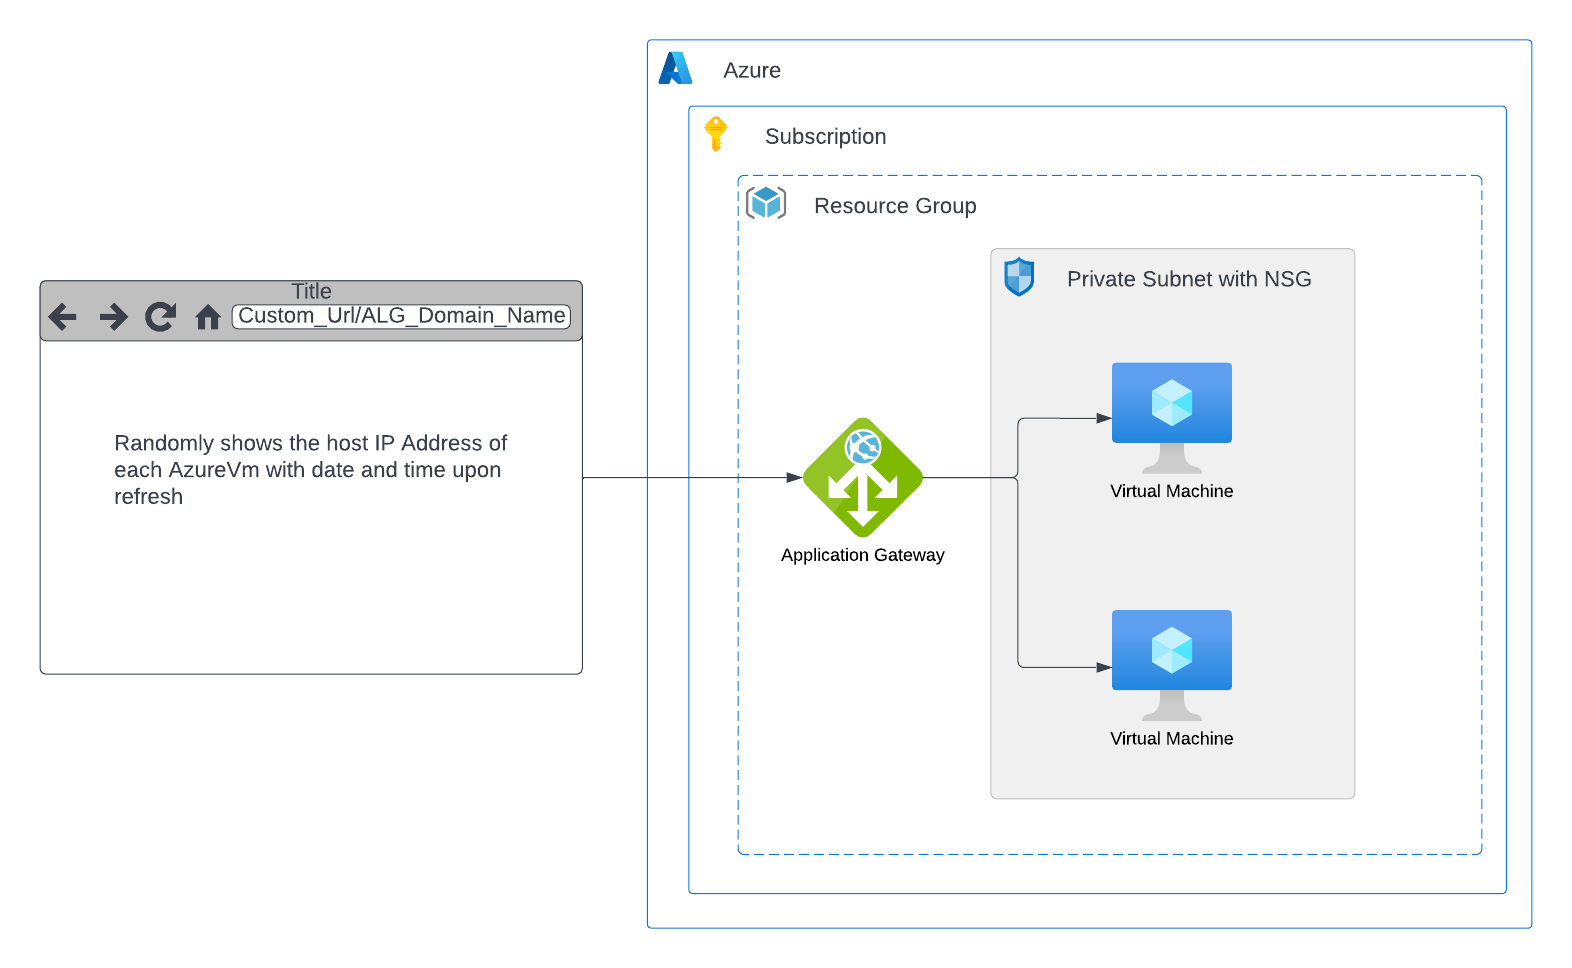 Azure
Subscription
Resource Group
Private Subnet with NSG
Title
Custom_Url/ALG_Domain_Name
Randomly shows the host IP Address of
each AzureVm with date and time upon
refresh
Application Gateway
Virtual Machine
Virtual Machine